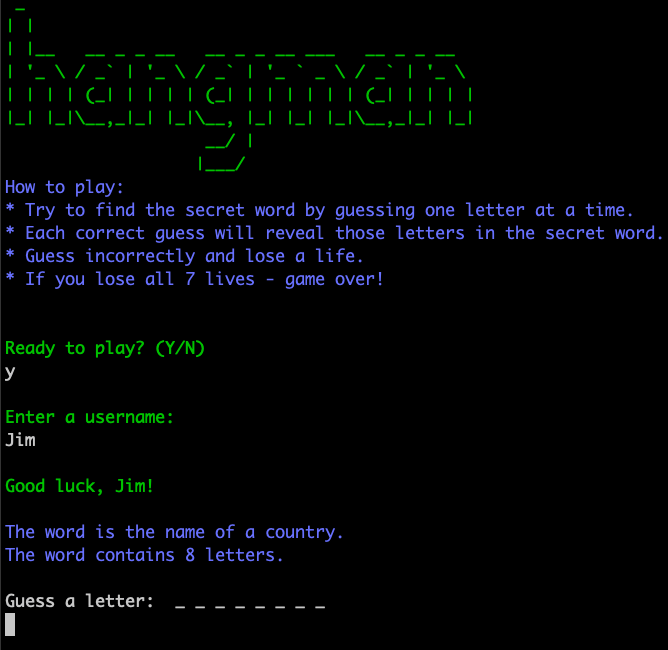 hangman
How to play:
* Try to find the secret word by guessing one letter at a time.
* Each correct guess will reveal those letters in the secret word.
* Guess incorrectly and lose a life.
* If you lose all 7 lives - game over!
Ready to play? (Y/N)
y
Enter a username:
Jim
Good luck, Jim!
The word is the name of a country.
The word contains 8 letters.
Guess a letter:  _ _ _ _ _ _ _ _